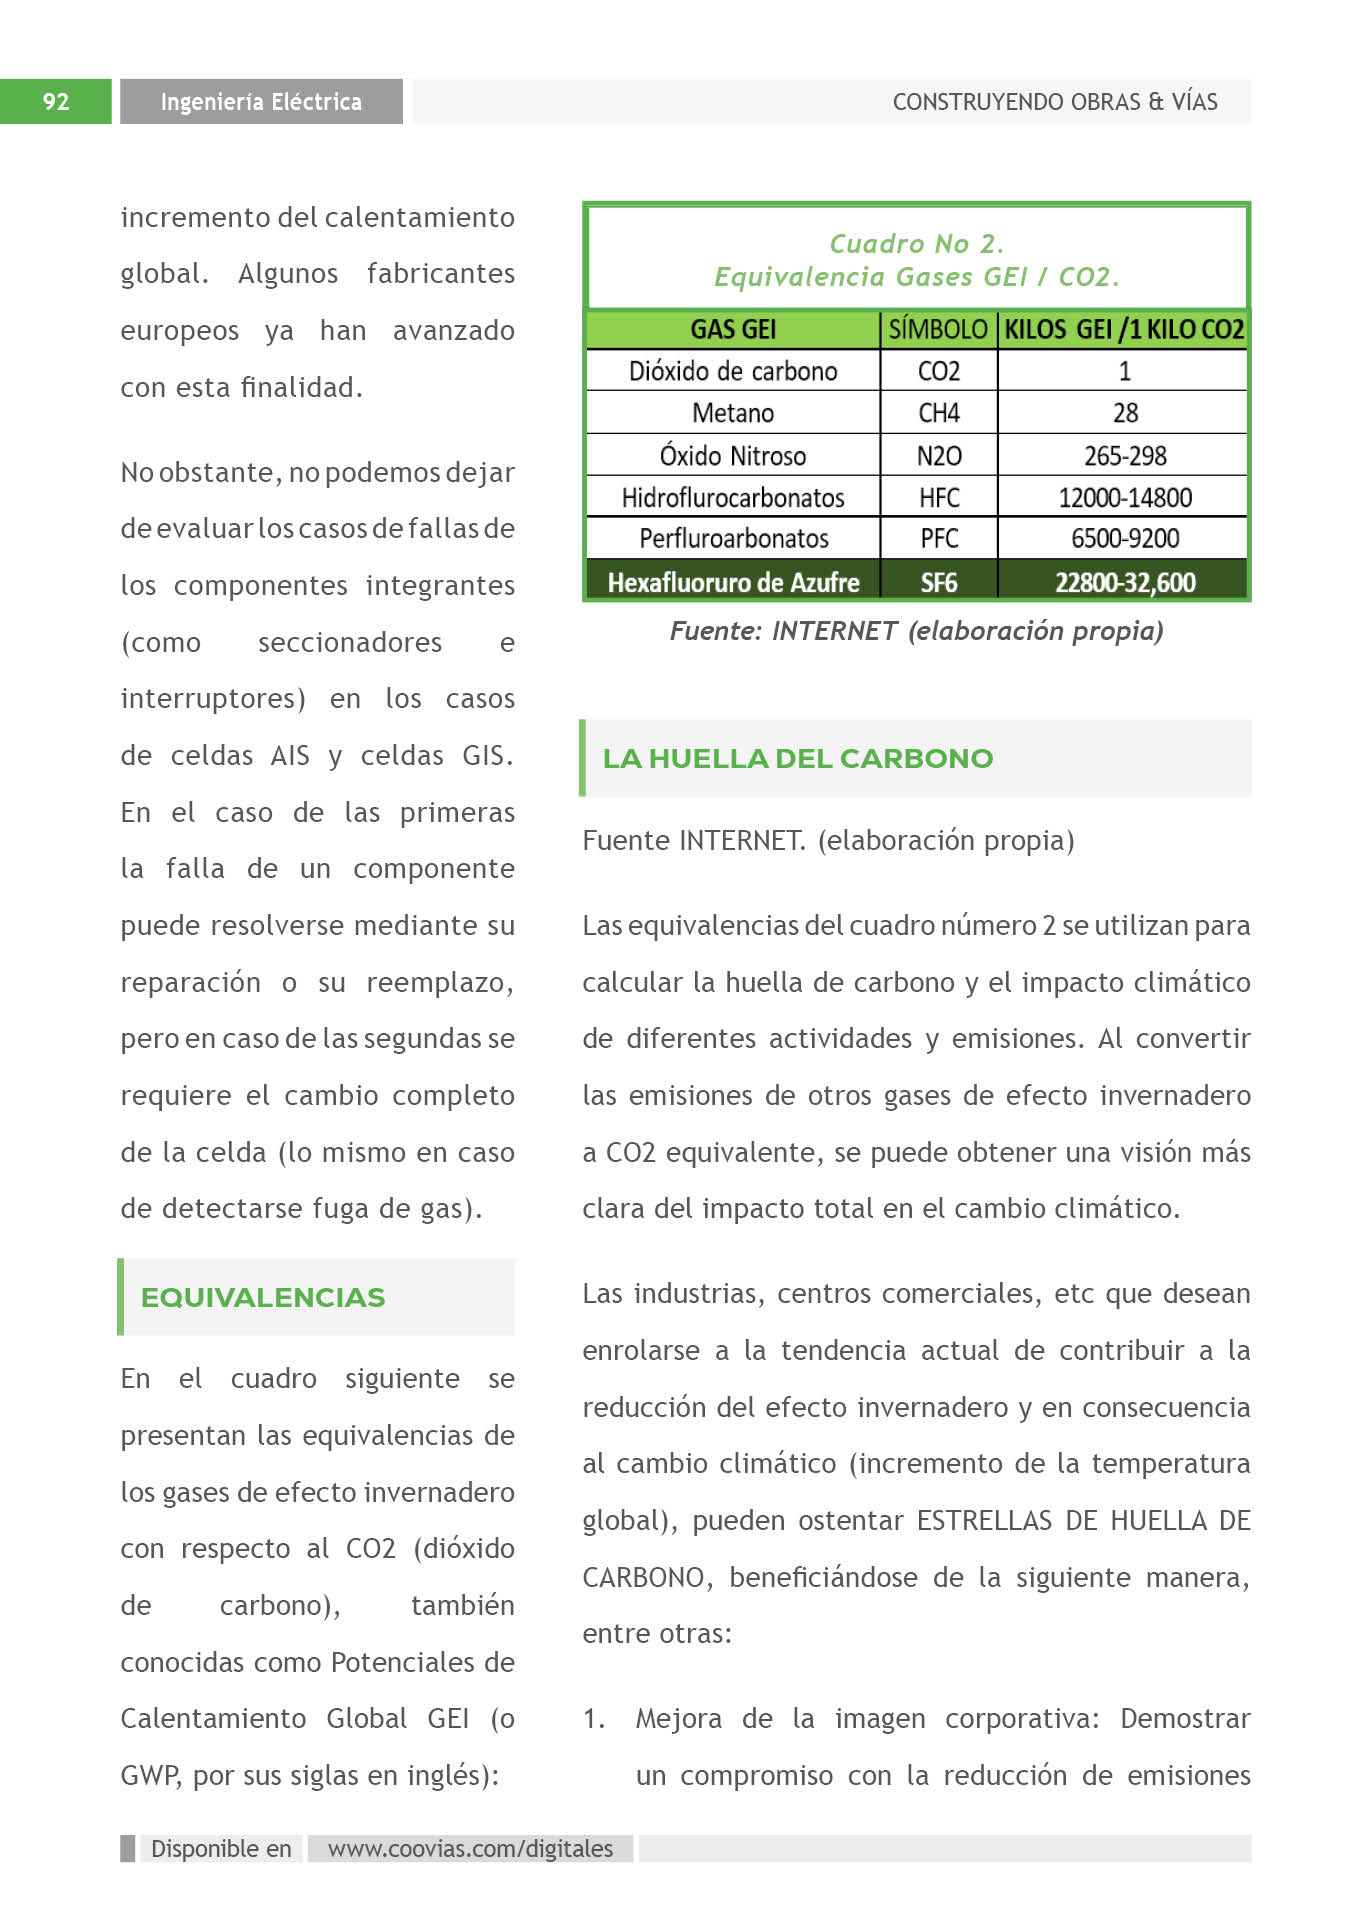 92 Ingeniería Eléctrica CONSTRUYENDO OBRAS & VÍAS
incremento del calentamiento
global. Algunos fabricantes
europeos ya han avanzado
con esta finalidad.
No obstante, no podemos dejar
de evaluar los casos de fallas de
los componentes integrantes
(como seccionadores e
interruptores) en los casos
de celdas AIS y celdas GIS.
En el caso de las primeras
la falla de un componente
puede resolverse mediante su
reparación o su reemplazo,
pero en caso de las segundas se
requiere el cambio completo
de la celda (lo mismo en caso
de detectarse fuga de gas).
EQUIVALENCIAS
En el cuadro siguiente se
presentan las equivalencias de
los gases de efecto invernadero
con respecto al CO2 (dióxido
de carbono), también
conocidas como Potenciales de
Calentamiento Global GEI (o
GWP, por sus siglas en inglés):
Cuadro No 2.
Equivalencia Gases GEI / CO2.
GAS GEI SÍMBOLO KILOS GEI /1 KILO CO2
Dióxido de carbono CO2 1
Metano CH4 28
Óxido Nitroso N2O 265-298
Hidroflurocarbonatos HFC 12000-14800
Perfluroarbonatos PFC 6500-9200
Hexafluoruro de Azufre SF6 22800-32,600
Fuente: INTERNET (elaboración propia)
LA HUELLA DEL CARBONO
Fuente INTERNET. (elaboración propia)
Las equivalencias del cuadro número 2 se utilizan para
calcular la huella de carbono y el impacto climático
de diferentes actividades y emisiones. Al convertir
las emisiones de otros gases de efecto invernadero
a CO2 equivalente, se puede obtener una visión más
clara del impacto total en el cambio climático.
Las industrias, centros comerciales, etc que desean
enrolarse a la tendencia actual de contribuir a la
reducción del efecto invernadero y en consecuencia
al cambio climático (incremento de la temperatura
global), pueden ostentar ESTRELLAS DE HUELLA DE
CARBONO, beneficiándose de la siguiente manera,
entre otras:
1. Mejora de la imagen corporativa: Demostrar
un compromiso con la reducción de emisiones
Disponible en www.coovias.com/digitales